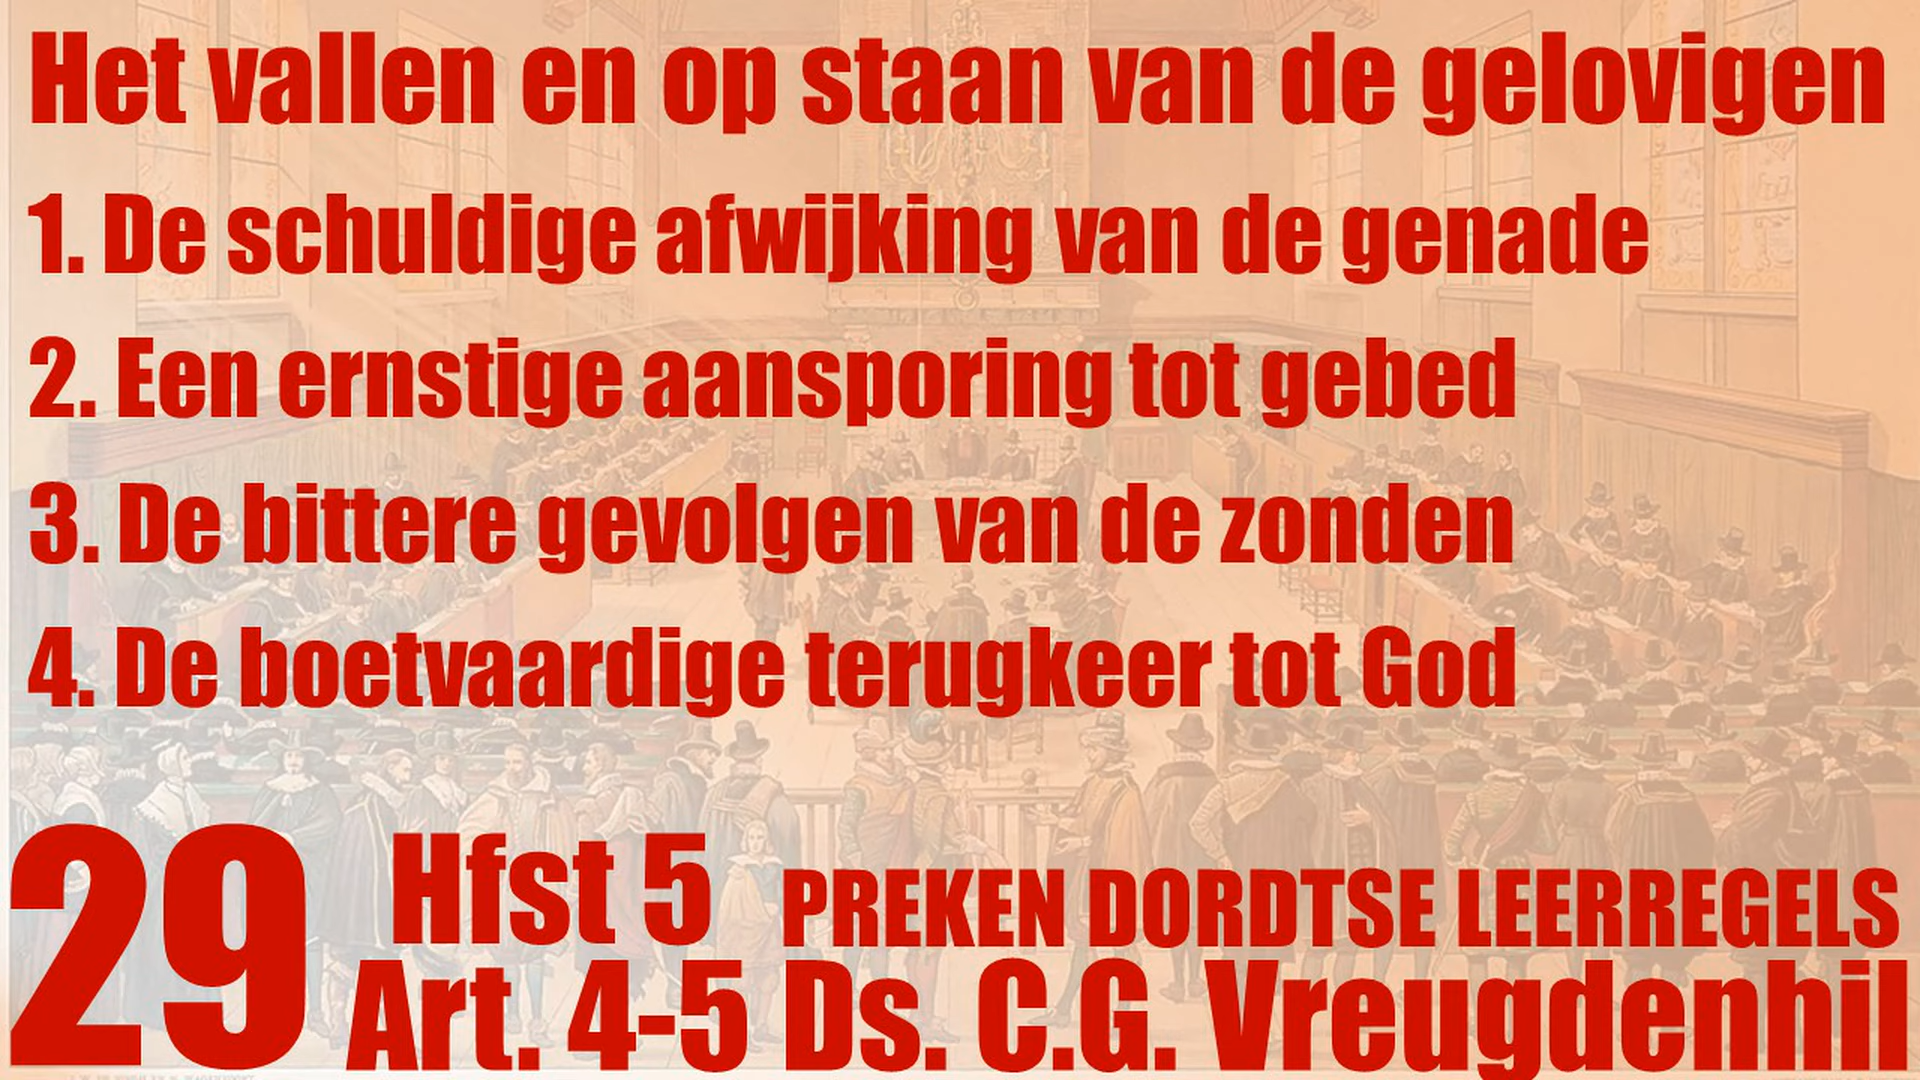 Het vallen en op staan van de gelovigen
1. De schuldige afwijking van de genade
2. Een ernstige aansporing tot gebed
3. De bittere gevolgen van de zonden
4. De boetvaardige terugkeer tot God
29
Hfst 5
PREKEN DORDTSE LEERREGELS
Art. 4-5 Ds. C.G. Vreugdenhil